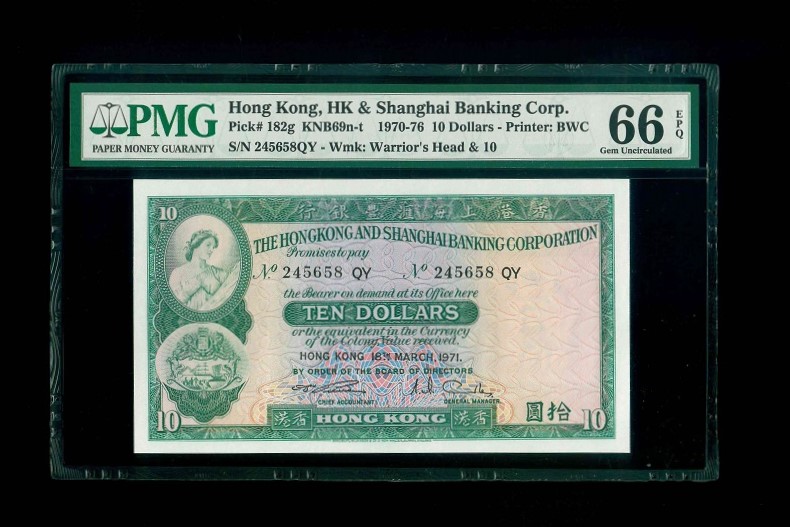 PMG
PAPER MONEY GUARANTY
Hong Kong, HK & Shanghai Banking Corp.
Pick# 182g KNB69n-t 1970-76 10 Dollars - Printer: BWC
S/N 245658QY - Wmk: Warrior's Head & 10
66 EPQ
Gem Uncirculated
10
行銀豐滙海上港香
THE HONGKONG AND SHANGHAI BANKING CORPORATION
Promises to pay
Nº 245658 QY Nº 245658 QY
the Bearer on demand at its Office here
TEN DOLLARS
or the equivalent in the Currency
of the Colony, Value received.
HONG KONG 18TH MARCH, 1971.
BY ORDER OF THE BOARD OF DIRECTORS
CHIEF ACCOUNTANT GENERAL MANAGER
10 港香 HONG KONG 港香 圓拾 10